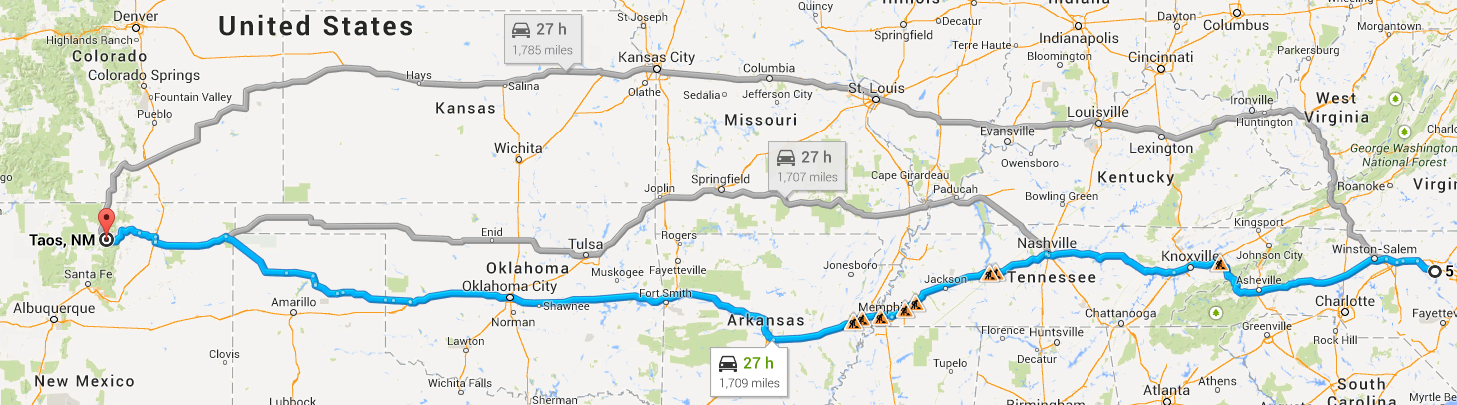 Quincy
Illinois
Indiana
Denver
United States
27 h
1,785 miles
St Joseph
Decatur
Springfield
Dayton
Columbus
Morgantown
Highlands Ranch
Colorado
Colorado Springs
Terre Haute
Indianapolis
Bloomington
Cincinnati
Parkersburg
Hays
Salina
Kansas City
Olathe
Columbia
Sedalia
Jefferson City
St. Louis
Fountain Valley
Pueblo
Kansas
Missouri
Evansville
Owensboro
Louisville
Lexington
Ironville
Huntington
West
Virginia
George Washington
National Forest
Wichita
27 h
1,707 miles
Joplin
Springfield
Cape Girardeau
Paducah
Kentucky
Bowling Green
Roanoke
Taos, NM
Santa Fe
Albuquerque
Enid
Tulsa
Rogers
Fayetteville
Muskogee
Nashville
Kingsport
Johnson City
Knoxville
Winston-Salem
5
Oklahoma
Oklahoma City
Shawnee
Norman
Fort Smith
Jonesboro
Jackson
Tennessee
Memphis
Asheville
Charlotte
Amarillo
Arkansas
Chattanooga
Greenville
Rock Hill
Clovis
Lawton
27 h
1,709 miles
Florence
Huntsville
Decatur
Tupelo
New Mexico
Wichita Falls
Lubbock
Sherman
Birmingham
Atlanta
Athens
South
Carolina
Myrtle Be